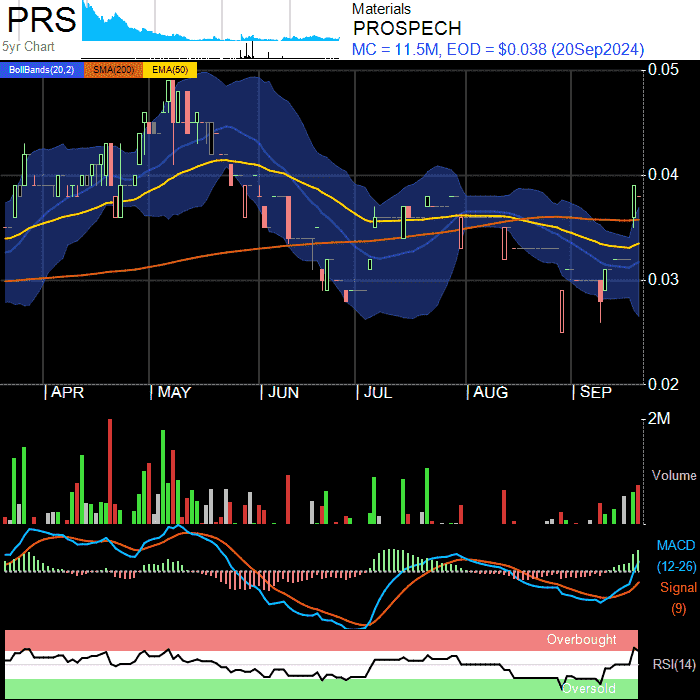 PRS
5yr Chart
Materials
PROSPECH
MC = 11.5M, EOD = $0.038 (20Sep2024)
BollBands(20,2) SMA(200) EMA(50)
0.05
0.04
0.03
0.02
APR MAY JUN JUL AUG SEP
2M
Volume
MACD
(12-26)
Signal
(9)
Overbought
RSI(14)
Oversold